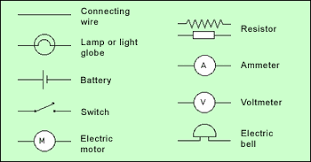 Connecting
wire
Lamp or light
globe
Battery
Switch
M
Electric
motor
Resistor
A
Ammeter
V
Voltmeter
Electric
bell